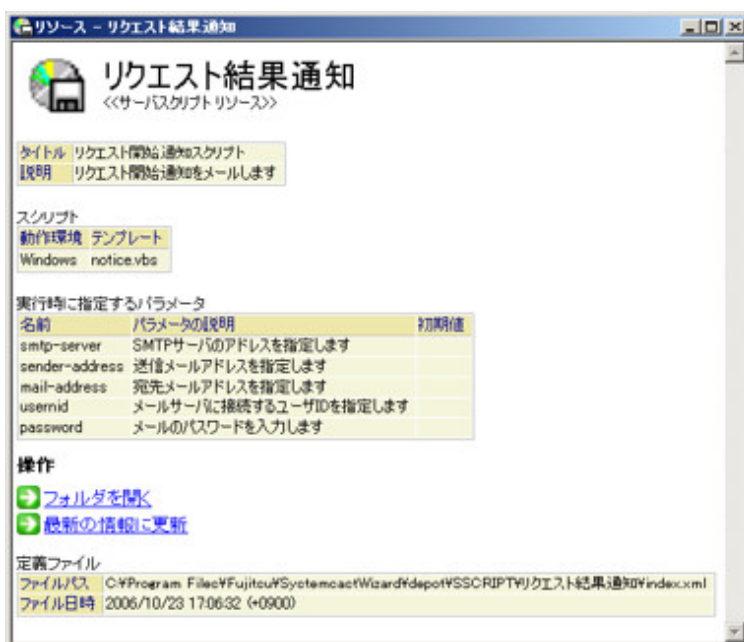 リソース - リクエスト結果通知
リクエスト結果通知
<<サーバスクリプト リソース>>
タイトル リクエスト開始通知スクリプト
説明 リクエスト開始通知をメールします
スクリプト
動作環境 テンプレート
Windows notice.vbs
実行時に指定するパラメータ
名前 パラメータの説明 初期値
smtp-server SMTPサーバのアドレスを指定します
sender-address 送信メールアドレスを指定します
mail-address 宛先メールアドレスを指定します
usernid メールサーバに接続するユーザIDを指定します
password メールのパスワードを入力します
操作
フォルダを開く
最新の情報に更新
定義ファイル
ファイルパス C:¥Program Files¥Fujitsu¥SystemcastWizard¥depot¥SSCRIPT¥リクエスト結果通知¥index.xml
ファイル日時 2006/10/23 17:06:32 (+0900)